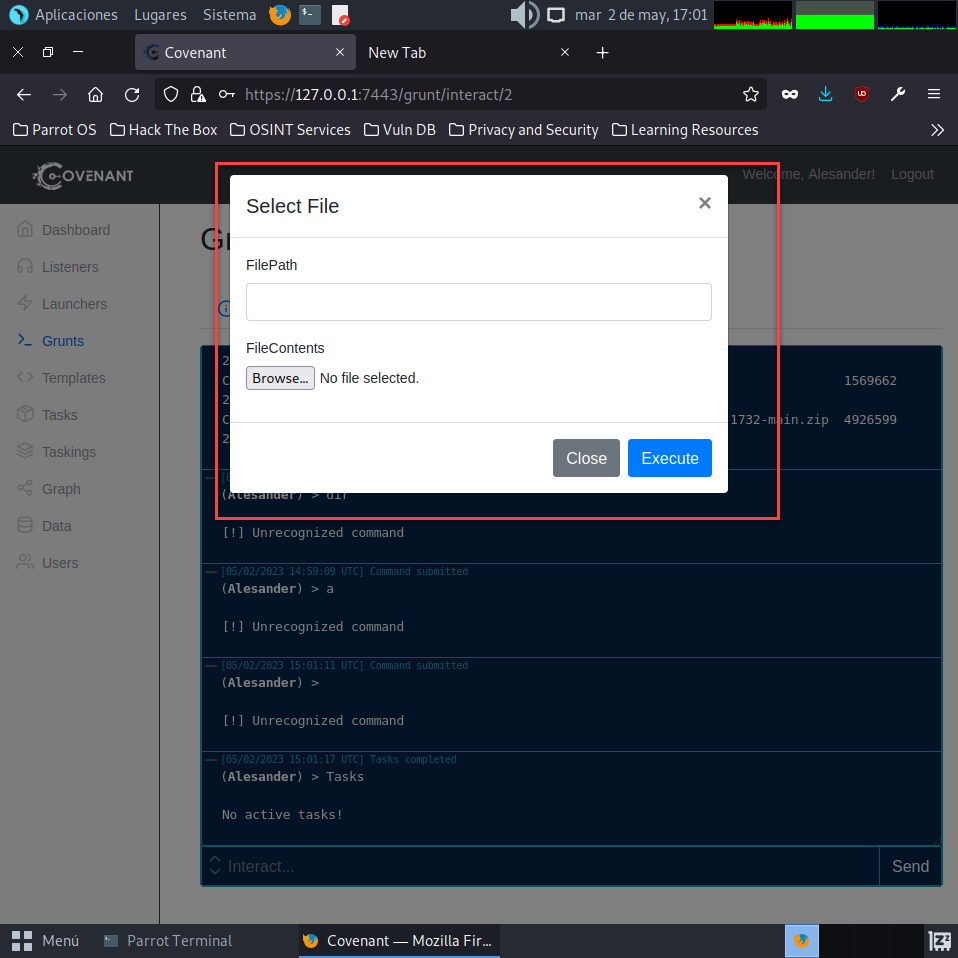 Aplicaciones Lugares Sistema mar 2 de may, 17:01
Covenant New Tab
https://127.0.0.1:7443/grunt/interact/2
Parrot OS Hack The Box OSINT Services Vuln DB Privacy and Security Learning Resources
COVENANT Welcome, Alesander! Logout
Select File
FilePath
FileContents
Browse... No file selected.
Close Execute
Dashboard
Listeners
Launchers
Grunts
Templates
Tasks
Taskings
Graph
Data
Users
1569662
1732-main.zip 4926599
(Alesander) > dir
[!] Unrecognized command
[05/02/2023 14:59:09 UTC] Command submitted
(Alesander) > a
[!] Unrecognized command
[05/02/2023 15:01:11 UTC] Command submitted
(Alesander) >
[!] Unrecognized command
[05/02/2023 15:01:17 UTC] Tasks completed
(Alesander) > Tasks
No active tasks!
Interact... Send
Menú Parrot Terminal Covenant — Mozilla Fir...